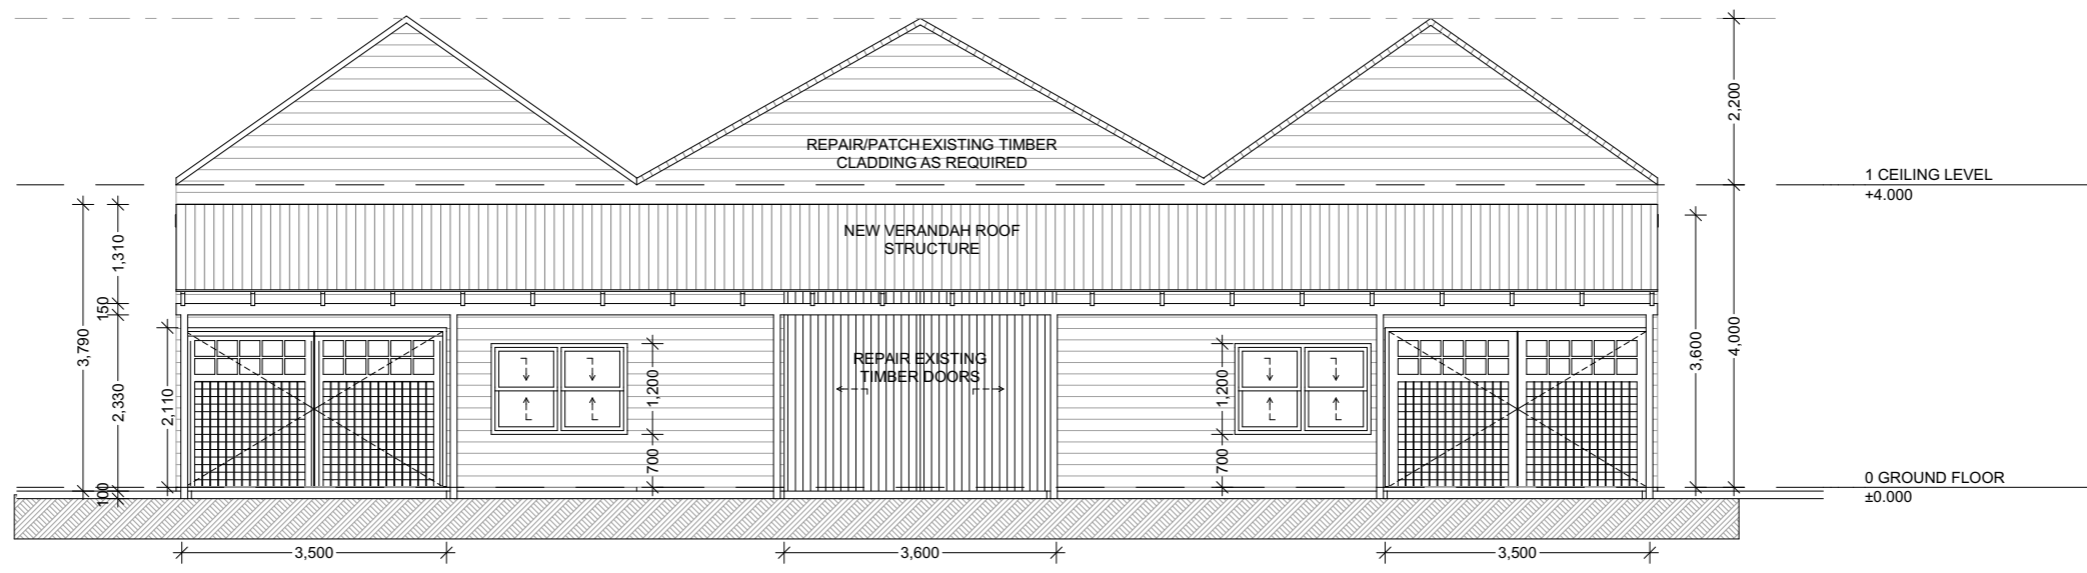 2,200
REPAIR/PATCH EXISTING TIMBER
CLADDING AS REQUIRED
1 CEILING LEVEL
+4.000
NEW VERANDAH ROOF
STRUCTURE
1,310
150
3,790
2,330
2,110
100
1,200
700
REPAIR EXISTING
TIMBER DOORS
1,200
700
3,600
4,000
0 GROUND FLOOR
±0.000
3,500
3,600
3,500